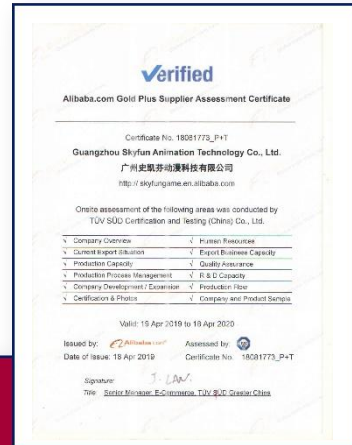 Verified
Alibaba.com Gold Plus Supplier Assessment Certificate
Certificate No. 18081773_P+T
Guangzhou Skyfun Animation Technology Co., Ltd.
广州史凯芬动漫科技有限公司
http:// skyfungame.en.alibaba.com
Onsite assessment of the following areas was conducted by
TÜV SÜD Certification and Testing (China) Co., Ltd.
√ Company Overview √ Human Resources
√ Current Export Situation √ Export Business Capacity
√ Production Capacity √ Quality Assurance
√ Production Process Management √ R & D Capacity
√ Company Development / Expansion √ Production Flow
√ Certification & Photos √ Company and Product Sample
Valid: 19 Apr 2019 to 18 Apr 2020
Issued by: Alibaba.com Assessed by:
Date of Issue: 18 Apr 2019 Certificate No. 18081773_P+T
Signature:
Title: Senior Manager, E-Commerce, TÜV SÜD Greater China